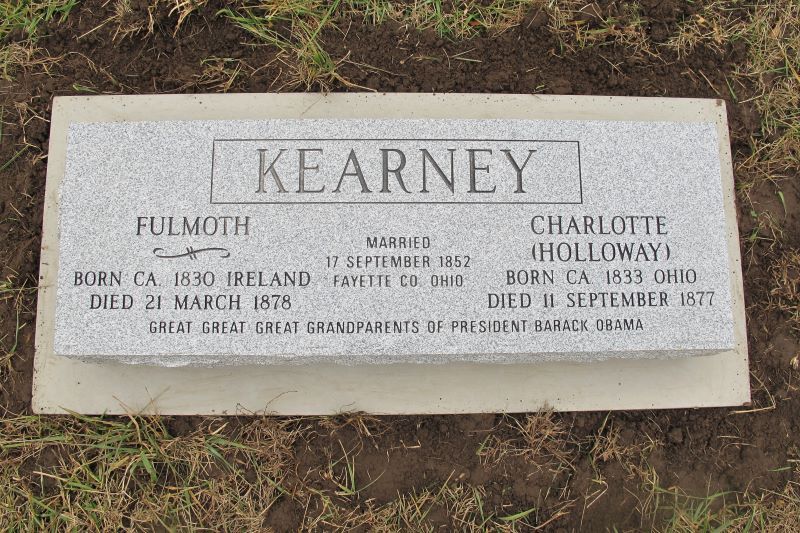 KEARNEY
FULMOTH
BORN CA. 1830 IRELAND
DIED 21 MARCH 1878
MARRIED
17 SEPTEMBER 1852
FAYETTE CO. OHIO
CHARLOTTE
(HOLLOWAY)
BORN CA. 1833 OHIO
DIED 11 SEPTEMBER 1877
GREAT GREAT GREAT GRANDPARENTS OF PRESIDENT BARACK OBAMA